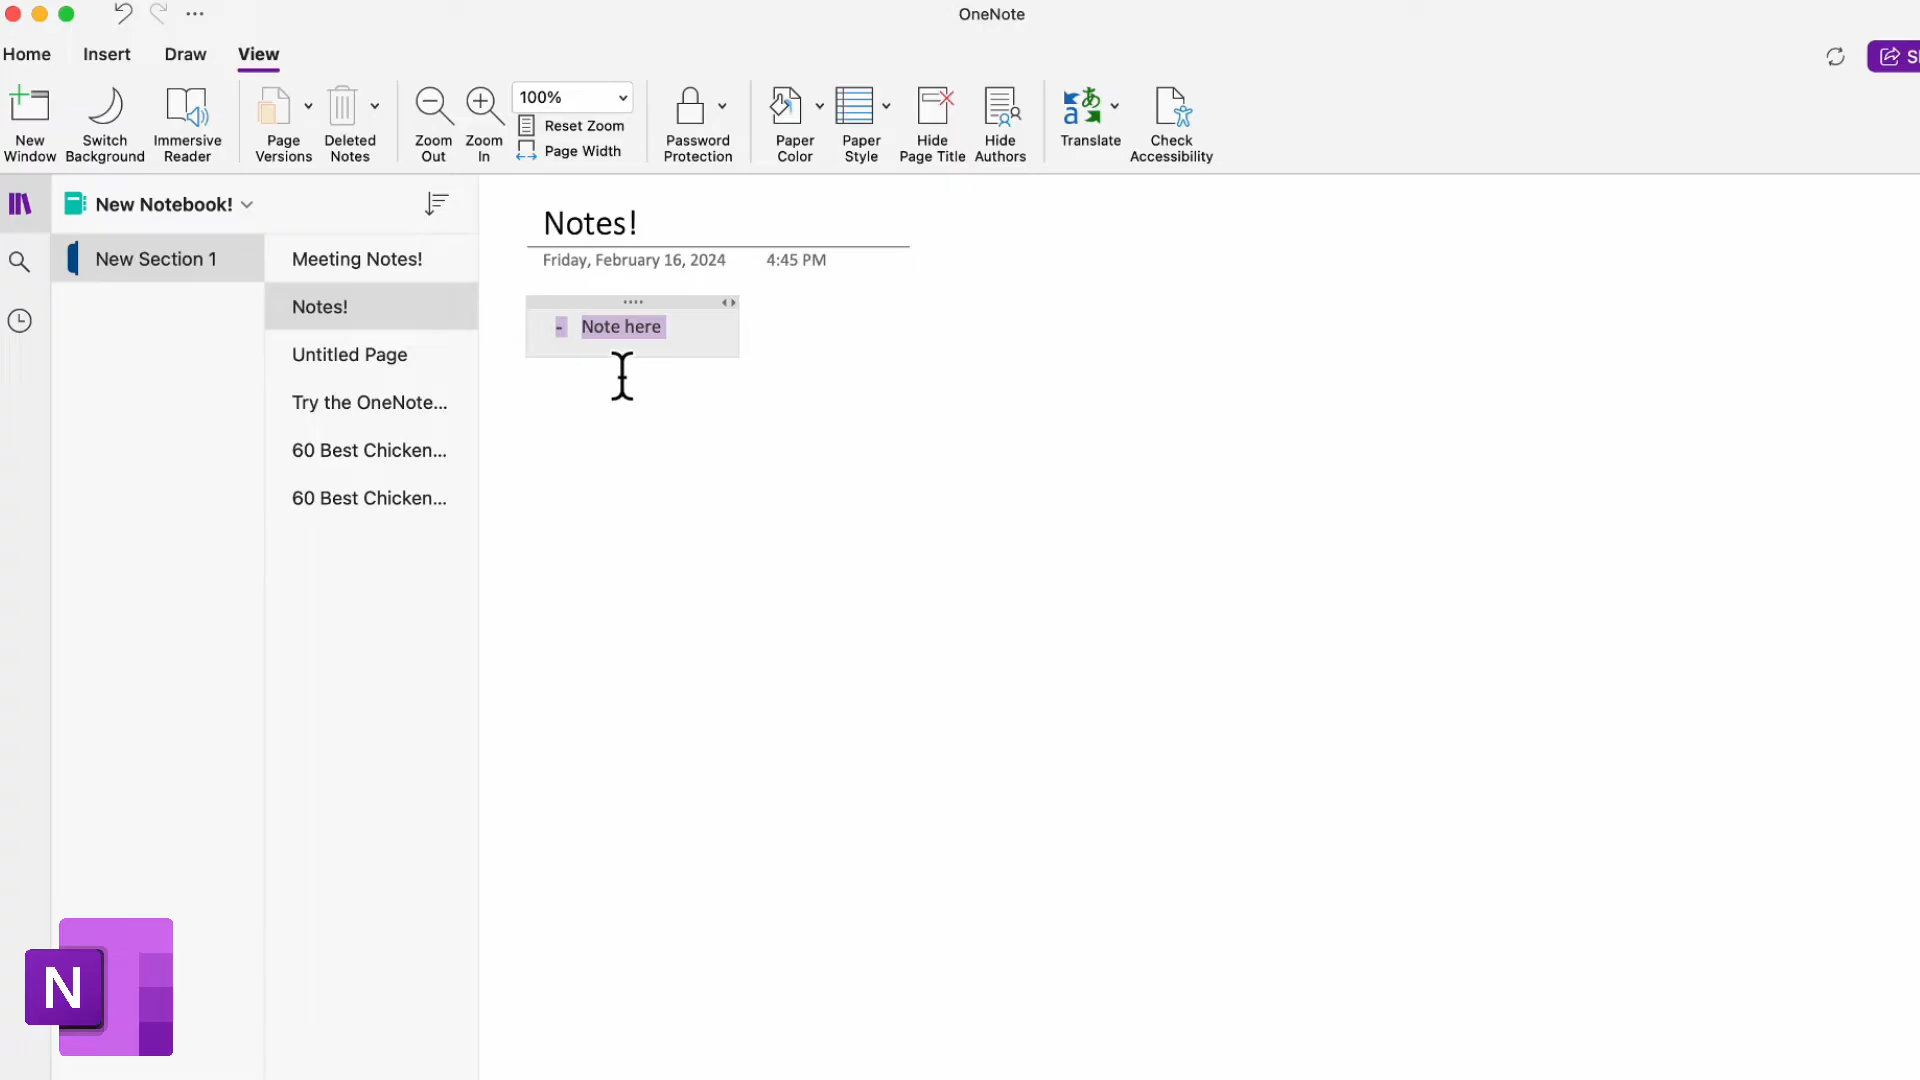 OneNote
Home Insert Draw View
100%
Reset Zoom
Page Width
New Window
Switch Background
Immersive Reader
Page Versions
Deleted Notes
Zoom Out
Zoom In
Password Protection
Paper Color
Paper Style
Hide Page Title
Hide Authors
Translate
Check Accessibility
New Notebook!
New Section 1
Meeting Notes!
Notes!
Untitled Page
Try the OneNote...
60 Best Chicken...
60 Best Chicken...
Notes!
Friday, February 16, 2024 4:45 PM
- Note here
N